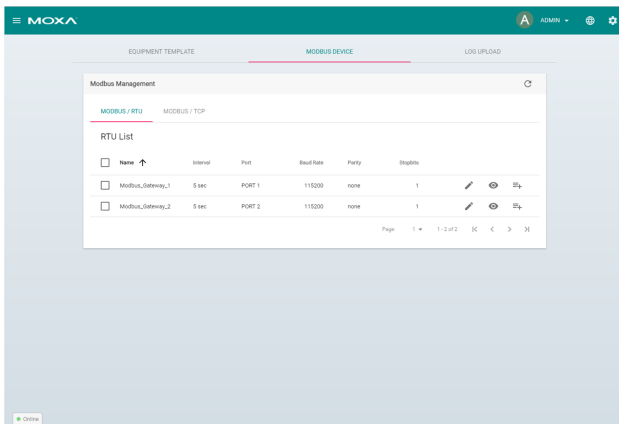 MOXA
A ADMIN
EQUIPMENT TEMPLATE MODBUS DEVICE LOG UPLOAD
Modbus Management
MODBUS / RTU MODBUS / TCP
RTU List
Name Interval Port Baud Rate Parity Stopbits
Modbus_Gateway_1 5 sec PORT 1 115200 none 1
Modbus_Gateway_2 5 sec PORT 2 115200 none 1
Page 1 1 - 2 of 2
Online